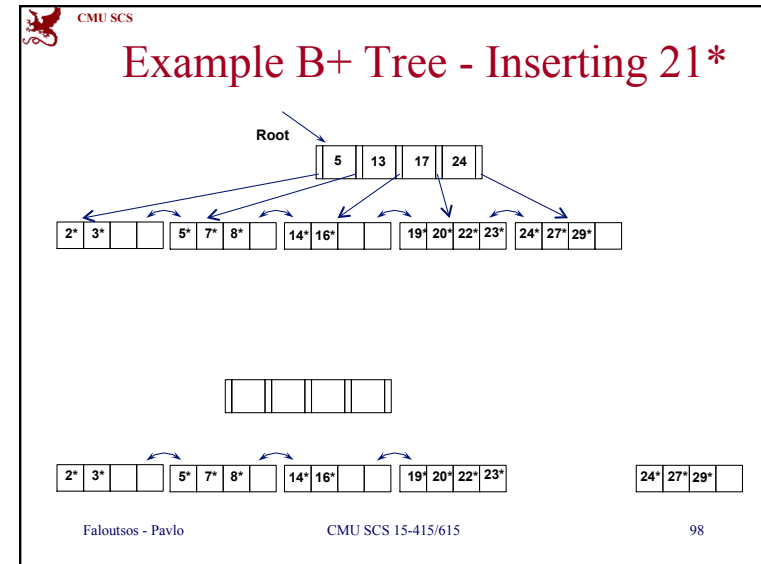 CMU SCS
Example B+ Tree - Inserting 21*
Root
5 13 17 24
2* 3* 5* 7* 8* 14* 16* 19* 20* 22* 23* 24* 27* 29*
2* 3* 5* 7* 8* 14* 16* 19* 20* 22* 23* 24* 27* 29*
Faloutsos - Pavlo CMU SCS 15-415/615 98